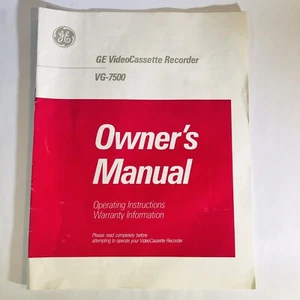 GE
GE VideoCassette Recorder
VG-7500
Owner's
Manual
Operating Instructions
Warranty Information
Please read completely before
attempting to operate your VideoCassette Recorder.